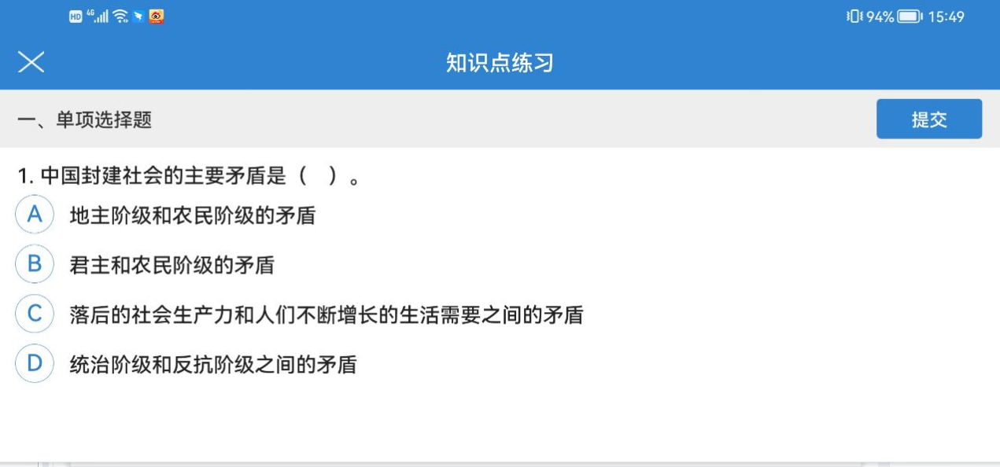 HD 4G 94% 15:49
知识点练习
一、单项选择题 提交
1. 中国封建社会的主要矛盾是（ ）。
A 地主阶级和农民阶级的矛盾
B 君主和农民阶级的矛盾
C 落后的社会生产力和人们不断增长的生活需要之间的矛盾
D 统治阶级和反抗阶级之间的矛盾